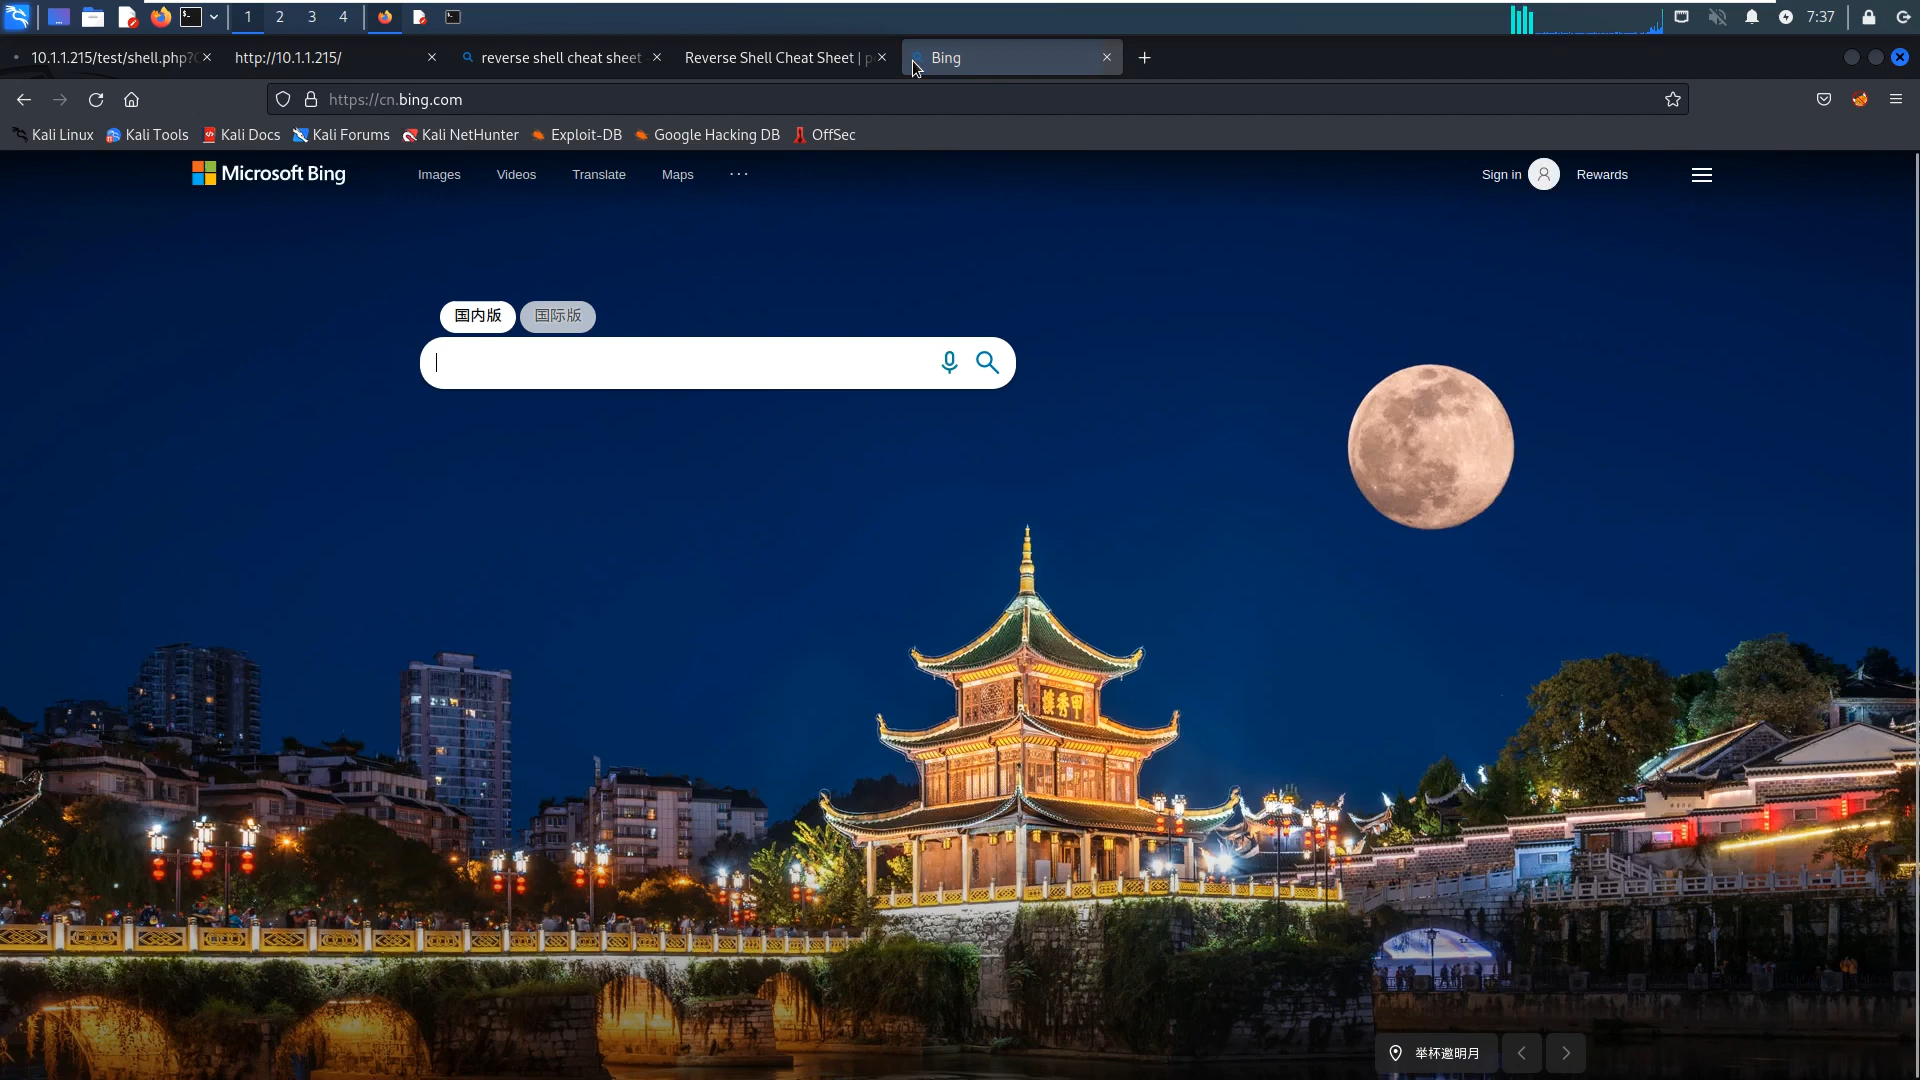 1 2 3 4
7:37
10.1.1.215/test/shell.php?
http://10.1.1.215/
reverse shell cheat sheet
Reverse Shell Cheat Sheet |
Bing
https://cn.bing.com
Kali Linux
Kali Tools
Kali Docs
Kali Forums
Kali NetHunter
Exploit-DB
Google Hacking DB
OffSec
Microsoft Bing
Images
Videos
Translate
Maps
Sign in
Rewards
国内版
国际版
甲秀樓
举杯邀明月